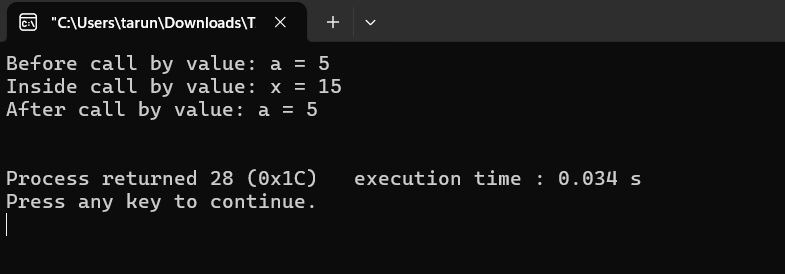 "C:\Users\tarun\Downloads\T
Before call by value: a = 5
Inside call by value: x = 15
After call by value: a = 5
Process returned 28 (0x1C)   execution time : 0.034 s
Press any key to continue.